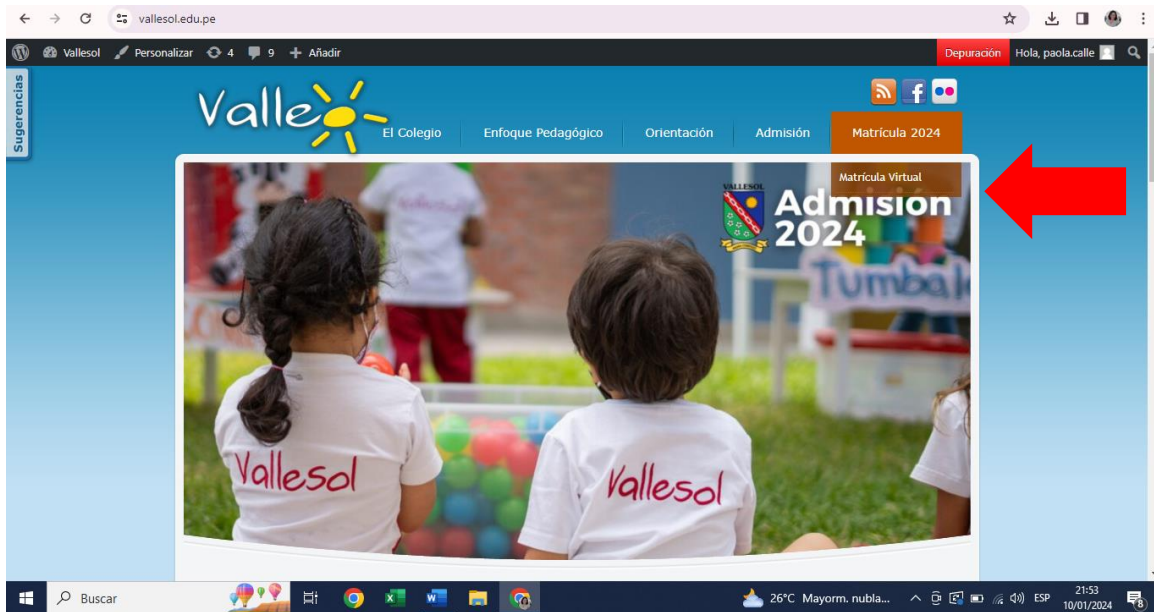 vallesol.edu.pe
Vallesol Personalizar 4 9 Añadir Depuración Hola, paola.calle
Sugerencias
Valle
El Colegio Enfoque Pedagógico Orientación Admisión Matrícula 2024
Matrícula Virtual
VALLESOL
Admisión
2024
Tumbal
Vallesol
Vallesol
Buscar
26°C Mayorm. nubla... ESP
21:53
10/01/2024
8